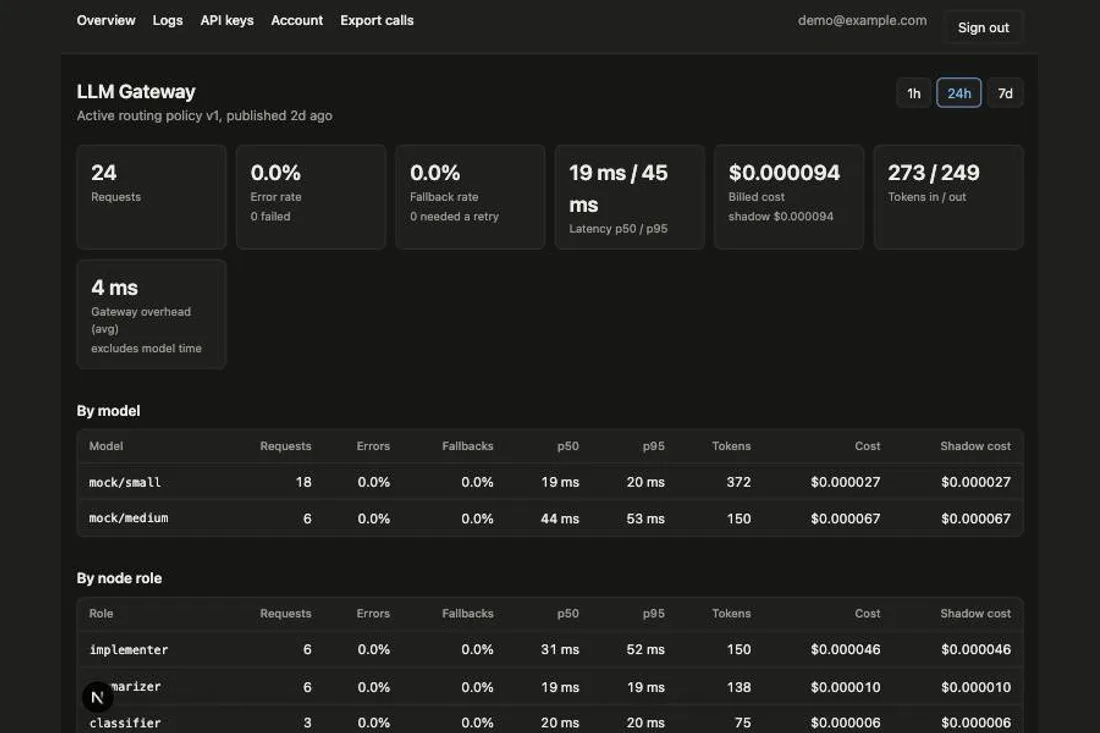 Overview Logs API keys Account Export calls demo@example.com Sign out
LLM Gateway
Active routing policy v1, published 2d ago
1h 24h 7d
24
Requests
0.0%
Error rate
0 failed
0.0%
Fallback rate
0 needed a retry
19 ms / 45
ms
Latency p50 / p95
$0.000094
Billed cost
shadow $0.000094
273 / 249
Tokens in / out
4 ms
Gateway overhead
(avg)
excludes model time
By model
Model Requests Errors Fallbacks p50 p95 Tokens Cost Shadow cost
mock/small 18 0.0% 0.0% 19 ms 20 ms 372 $0.000027 $0.000027
mock/medium 6 0.0% 0.0% 44 ms 53 ms 150 $0.000067 $0.000067
By node role
Role Requests Errors Fallbacks p50 p95 Tokens Cost Shadow cost
implementer 6 0.0% 0.0% 31 ms 52 ms 150 $0.000046 $0.000046
N marizer 6 0.0% 0.0% 19 ms 19 ms 138 $0.000010 $0.000010
classifier 3 0.0% 0.0% 20 ms 20 ms 75 $0.000006 $0.000006